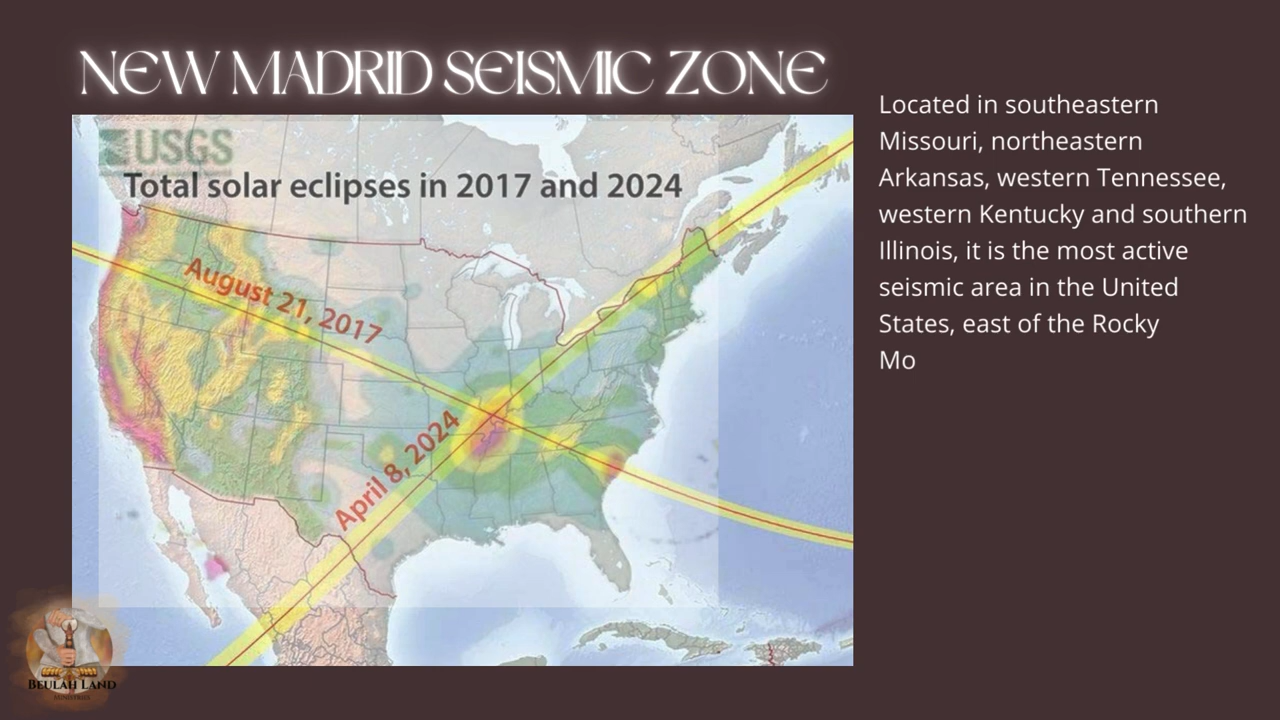 NEW MADRID SEISMIC ZONE
USGS
Total solar eclipses in 2017 and 2024
August 21, 2017
April 8, 2024
Located in southeastern
Missouri, northeastern
Arkansas, western Tennessee,
western Kentucky and southern
Illinois, it is the most active
seismic area in the United
States, east of the Rocky
Mo
BEULAH LAND
MINISTRIES